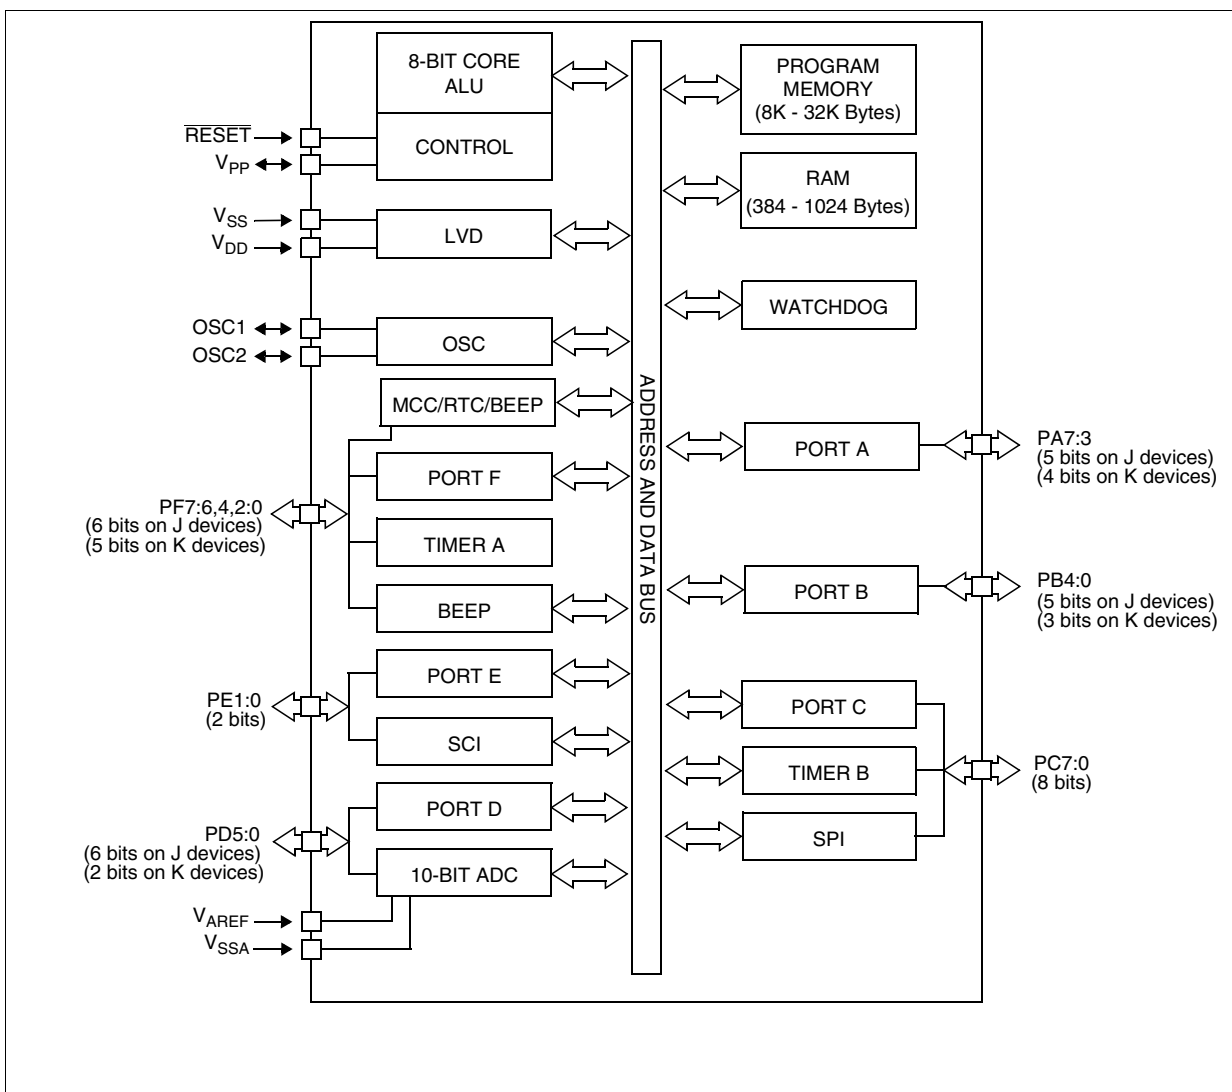 8-BIT CORE
ALU
CONTROL
RESET
VPP
VSS
VDD
LVD
OSC1
OSC2
OSC
MCC/RTC/BEEP
PORT F
PF7:6,4,2:0
(6 bits on J devices)
(5 bits on K devices)
TIMER A
BEEP
PORT E
PE1:0
(2 bits)
SCI
PORT D
PD5:0
(6 bits on J devices)
(2 bits on K devices)
10-BIT ADC
VAREF
VSSA
ADDRESS AND DATA BUS
PROGRAM
MEMORY
(8K - 32K Bytes)
RAM
(384 - 1024 Bytes)
WATCHDOG
PORT A
PA7:3
(5 bits on J devices)
(4 bits on K devices)
PORT B
PB4:0
(5 bits on J devices)
(3 bits on K devices)
PORT C
TIMER B
PC7:0
(8 bits)
SPI